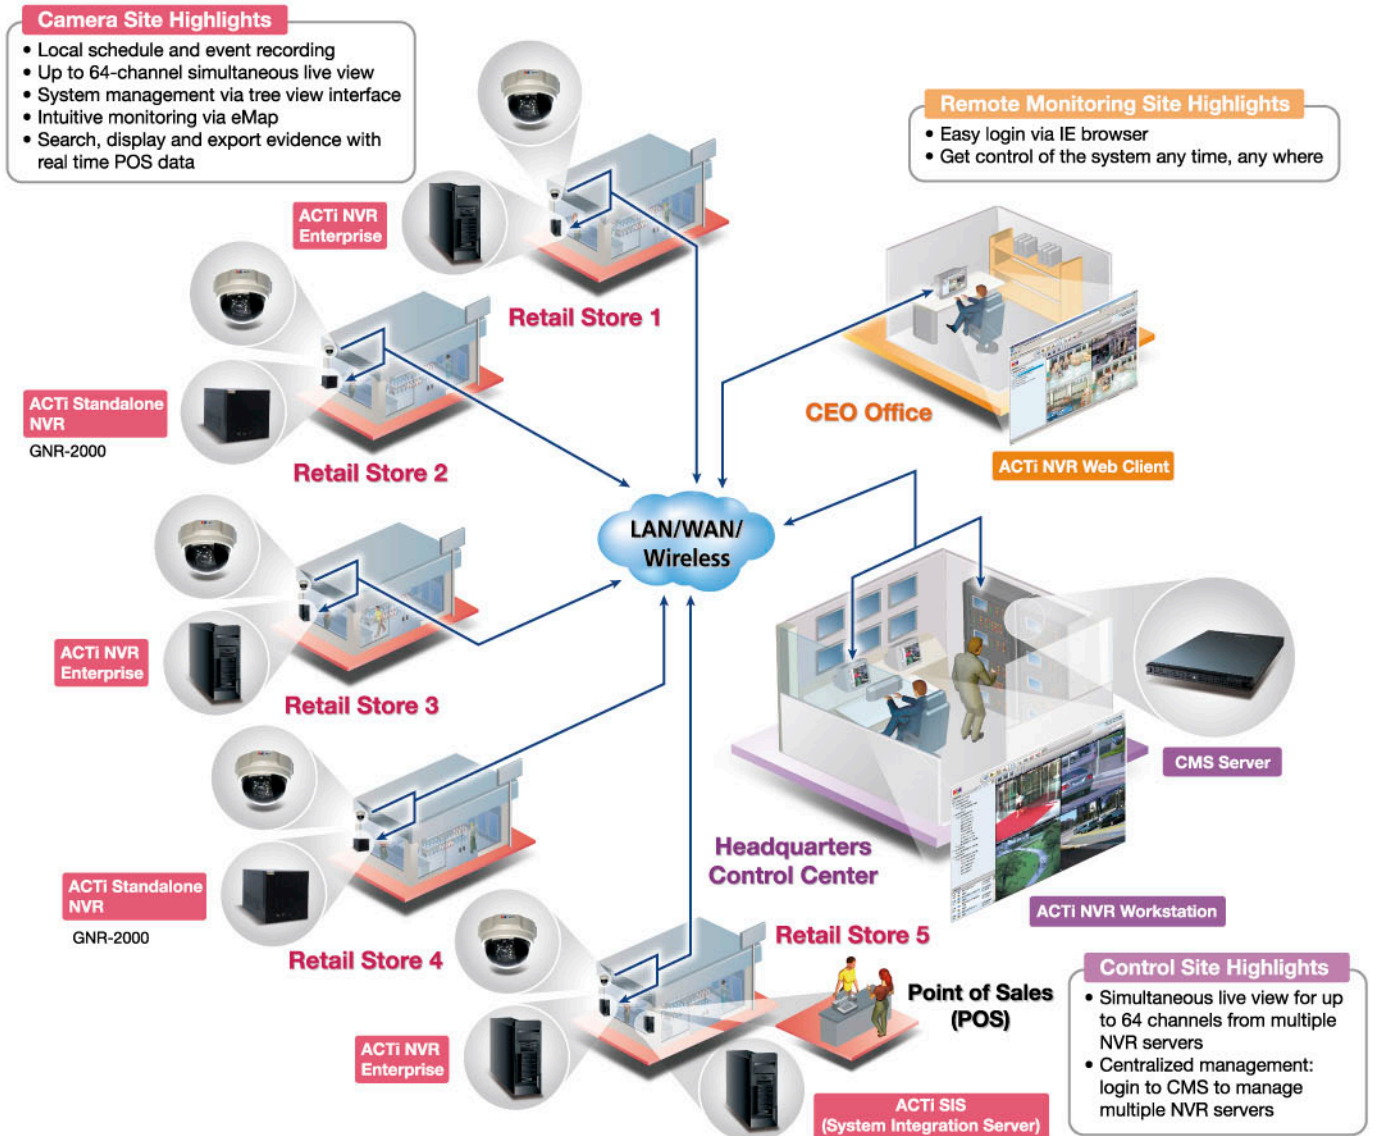 Camera Site Highlights
• Local schedule and event recording
• Up to 64-channel simultaneous live view
• System management via tree view interface
• Intuitive monitoring via eMap
• Search, display and export evidence with
real time POS data
Remote Monitoring Site Highlights
• Easy login via IE browser
• Get control of the system any time, any where
ACTi NVR
Enterprise
Retail Store 1
ACTi Standalone
NVR
GNR-2000
Retail Store 2
CEO Office
ACTi NVR Web Client
LAN/WAN/
Wireless
ACTi NVR
Enterprise
Retail Store 3
CMS Server
Headquarters
Control Center
ACTi NVR Workstation
ACTi Standalone
NVR
GNR-2000
Retail Store 4
Retail Store 5
Point of Sales
(POS)
ACTi NVR
Enterprise
ACTi SIS
(System Integration Server)
Control Site Highlights
• Simultaneous live view for up
to 64 channels from multiple
NVR servers
• Centralized management:
login to CMS to manage
multiple NVR servers